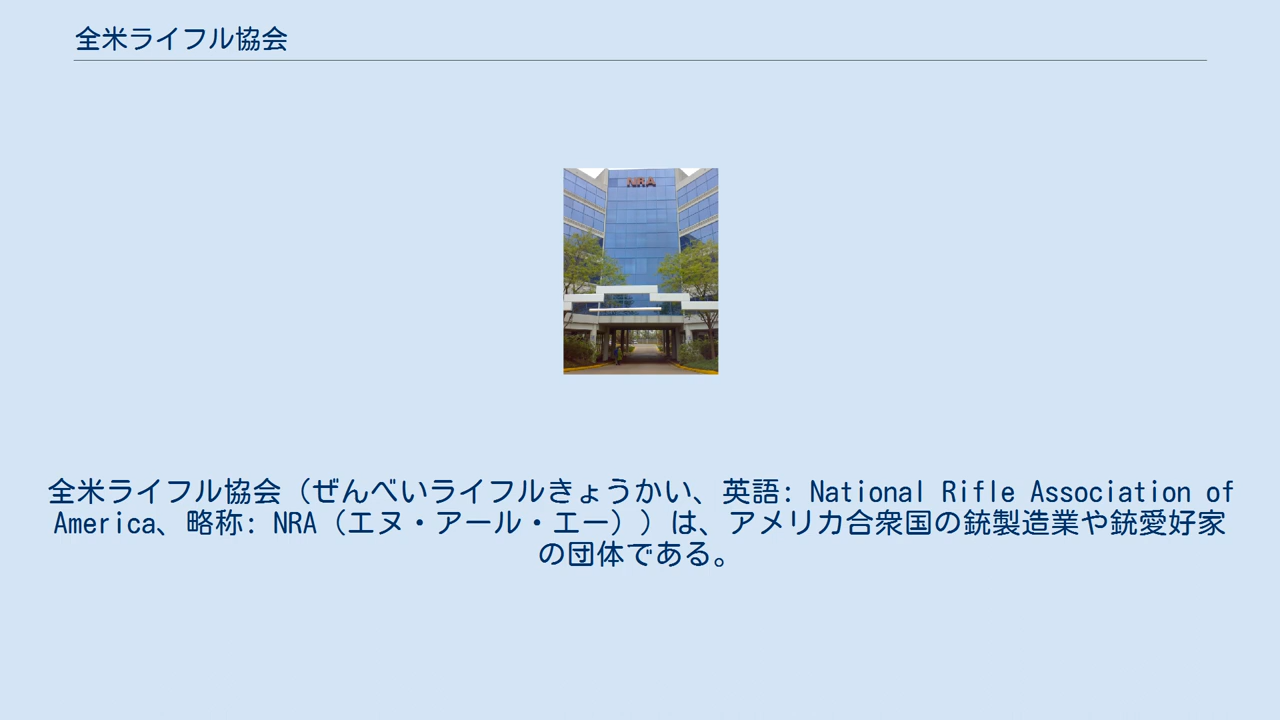 全米ライフル協会
NRA
全米ライフル協会（ぜんべいライフルきょうかい、英語: National Rifle Association of
America、略称: NRA（エヌ・アール・エー））は、アメリカ合衆国の銃製造業や銃愛好家
の団体である。